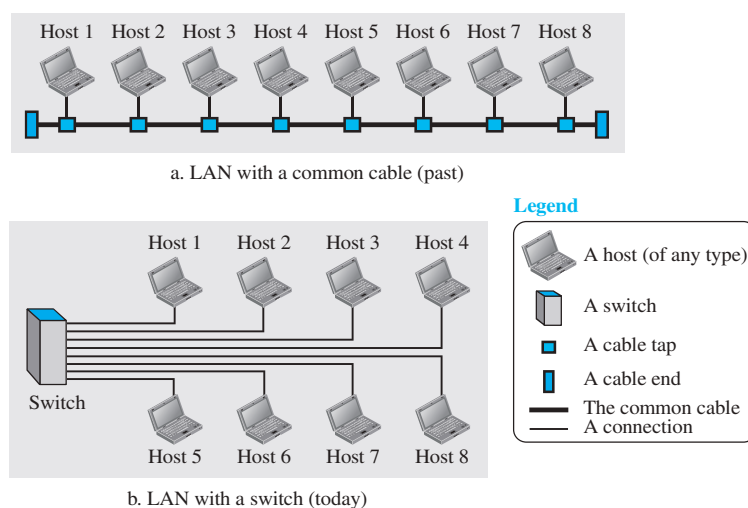 Host 1 Host 2 Host 3 Host 4 Host 5 Host 6 Host 7 Host 8
a. LAN with a common cable (past)
Legend
A host (of any type)
A switch
A cable tap
A cable end
The common cable
A connection
Host 1 Host 2 Host 3 Host 4
Switch
Host 5 Host 6 Host 7 Host 8
b. LAN with a switch (today)